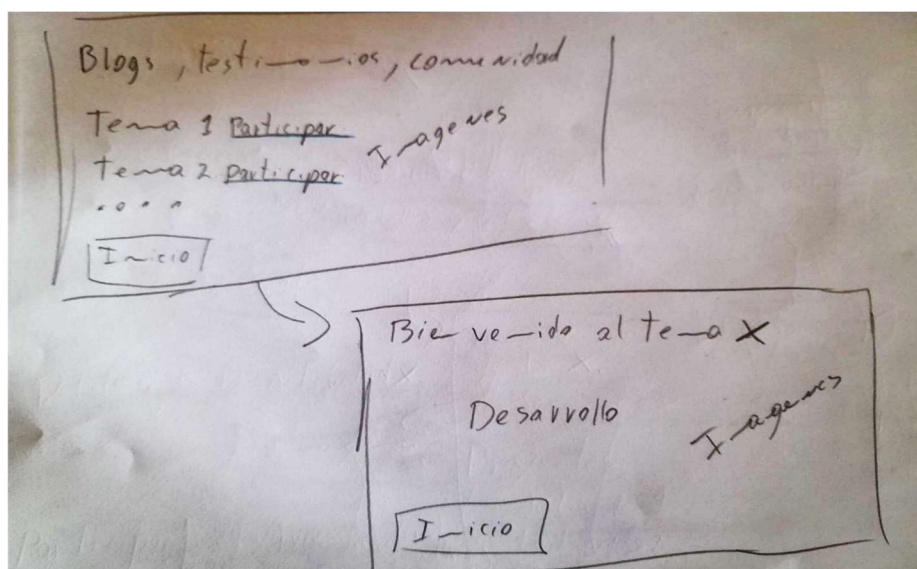 Blogs, testimonios, comunidad
Tema 1 Participar
Imagenes
Tema 2 Participar
....
Inicio
Bienvenido al tema X
Desarrollo
Imagenes
Inicio